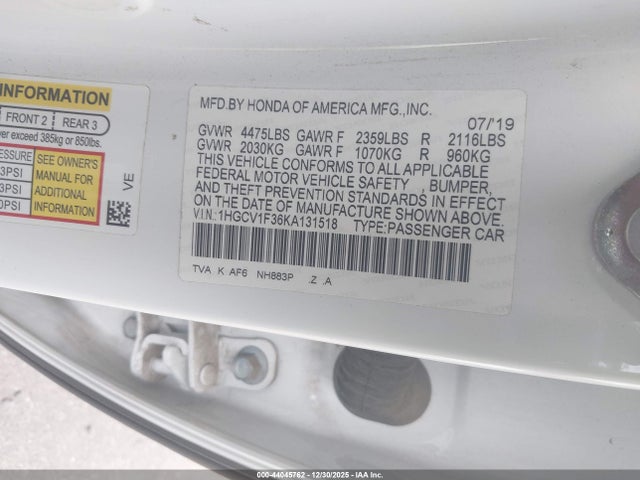 INFORMATION
FRONT 2 REAR 3
ver exceed 385kg or 850lbs.
PRESSURE
3PSI
3PSI
0PSI
SEE OWNER'S
MANUAL FOR
ADDITIONAL
INFORMATION
VE
MFD.BY HONDA OF AMERICA MFG.,INC. 07/'19
GVWR 4475LBS GAWR F 2359LBS R 2116LBS
GVWR 2030KG GAWR F 1070KG R 960KG
THIS VEHICLE CONFORMS TO ALL APPLICABLE
FEDERAL MOTOR VEHICLE SAFETY , BUMPER,
AND THEFT PREVENTION STANDARDS IN EFFECT
ON THE DATE OF MANUFACTURE SHOWN ABOVE.
V.I.N.:1HGCV1F36KA131518 TYPE:PASSENGER CAR
TVA K AF6 NH883P .Z .A
000-44045762 - 12/30/2025 - IAA Inc.